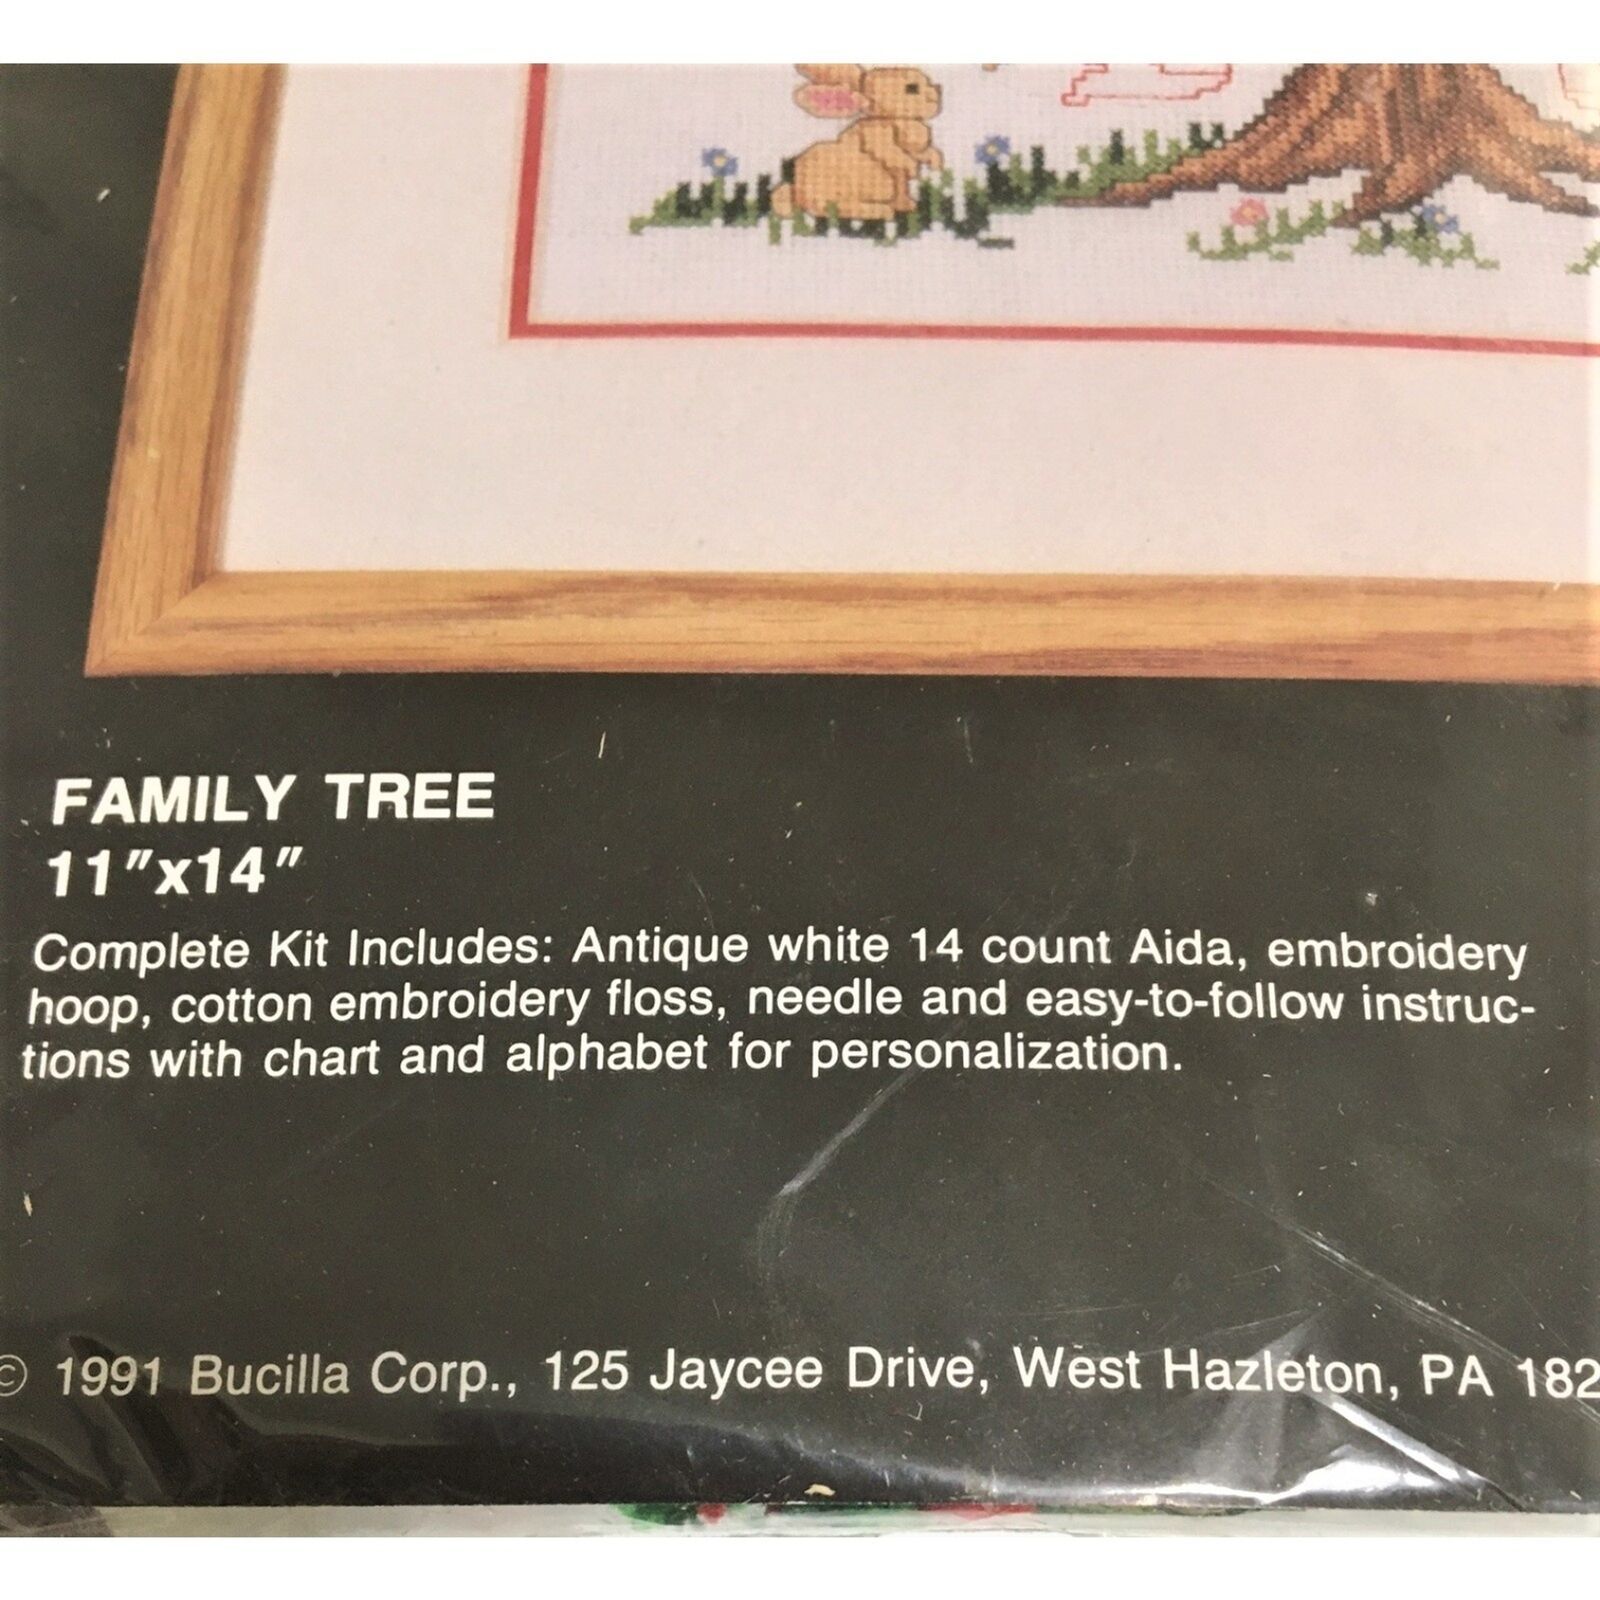 FAMILY TREE
11"x14"
Complete Kit Includes: Antique white 14 count Aida, embroidery
hoop, cotton embroidery floss, needle and easy-to-follow instruc-
tions with chart and alphabet for personalization.
© 1991 Bucilla Corp., 125 Jaycee Drive, West Hazleton, PA 182